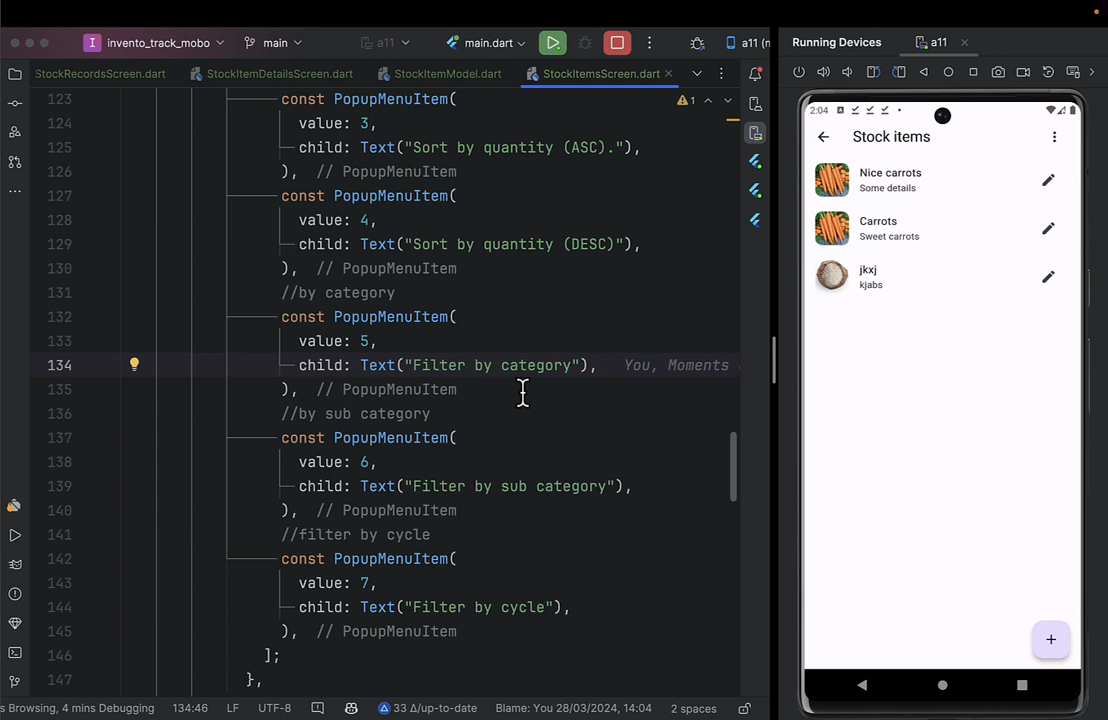 invento_track_mobo
main
a11
main.dart
a11 (n
StockRecordsScreen.dart
StockItemDetailsScreen.dart
StockItemModel.dart
StockItemsScreen.dart
123 const PopupMenuItem(
1
124 value: 3,
125 child: Text("Sort by quantity (ASC)."),
126 ), // PopupMenuItem
127 const PopupMenuItem(
128 value: 4,
129 child: Text("Sort by quantity (DESC)"),
130 ), // PopupMenuItem
131 //by category
132 const PopupMenuItem(
133 value: 5,
134 child: Text("Filter by category"), You, Moments
135 ), // PopupMenuItem
136 //by sub category
137 const PopupMenuItem(
138 value: 6,
139 child: Text("Filter by sub category"),
140 ), // PopupMenuItem
141 //filter by cycle
142 const PopupMenuItem(
143 value: 7,
144 child: Text("Filter by cycle"),
145 ), // PopupMenuItem
146 ];
147 },
s Browsing, 4 mins Debugging
134:46
LF
UTF-8
33 Δ/up-to-date
Blame: You 28/03/2024, 14:04
2 spaces
Running Devices
a11
2:04
Stock items
Nice carrots
Some details
Carrots
Sweet carrots
jkxj
kjabs